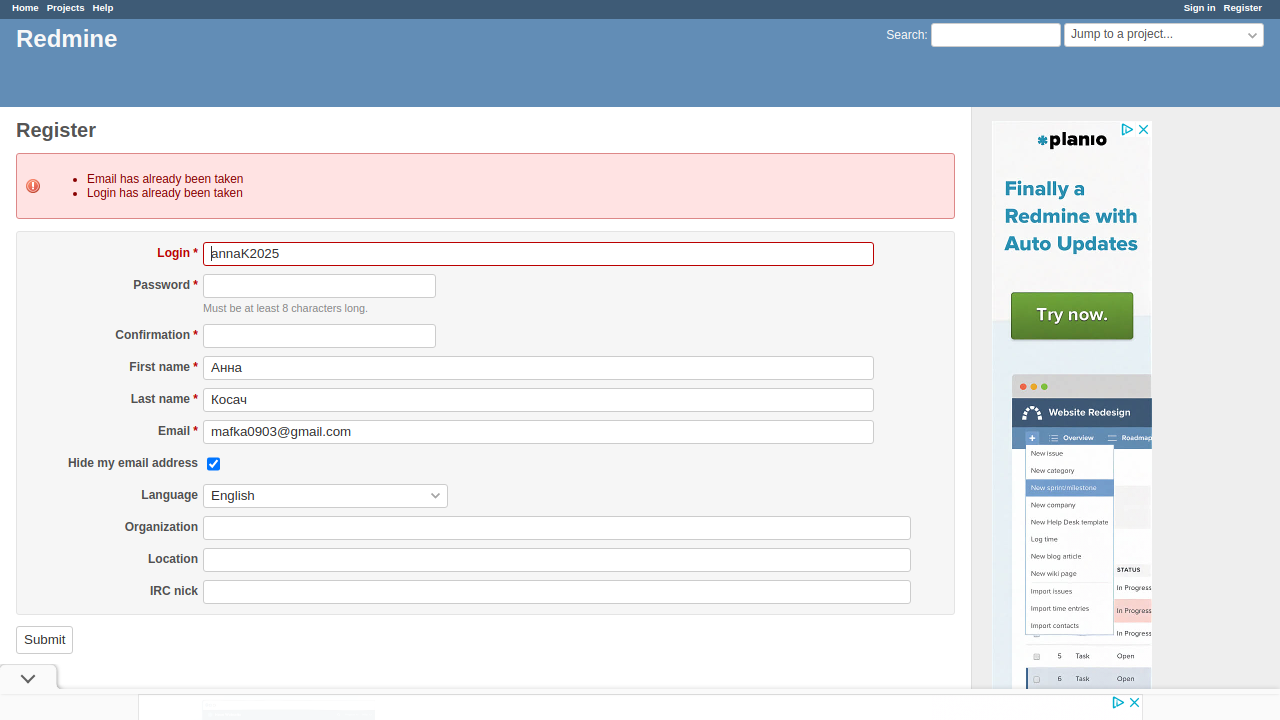 Home Projects Help Sign in Register
Redmine
Search: Jump to a project...
Register
Email has already been taken
Login has already been taken
Login *
annaK2025
Password *
Must be at least 8 characters long.
Confirmation *
First name *
Анна
Last name *
Косач
Email *
mafka0903@gmail.com
Hide my email address
Language
English
Organization
Location
IRC nick
Submit
planio
Finally a
Redmine with
Auto Updates
Try now.
Website Redesign
+ Overview Roadmap
New issue
New category
New sprint/milestone
New company
New Help Desk template
Log time
New blog article
New wiki page
Import issues
Import time entries
Import contacts
STATUS
In Progress
In Progress
In Progress
5 Task Open
6 Task Open